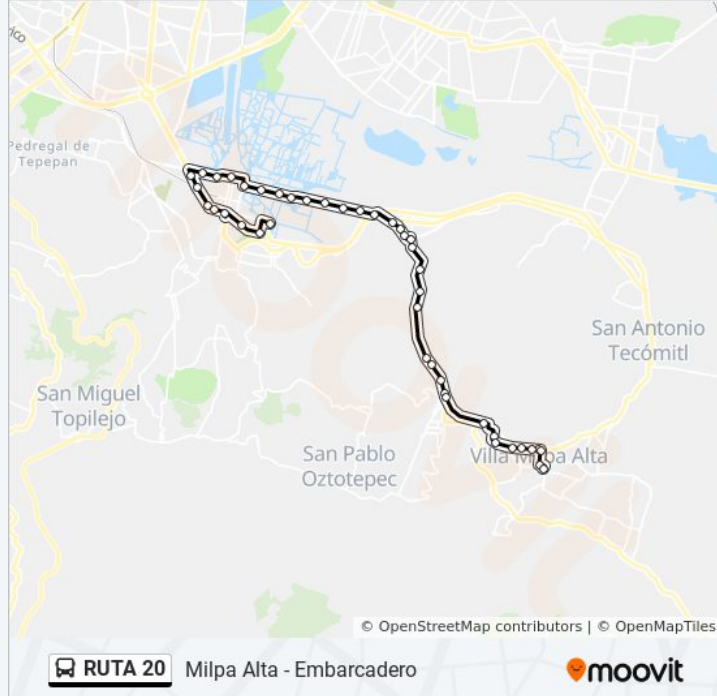 Pedregal de
Tepepan
San Antonio
Tecómitl
San Miguel
Topilejo
San Pablo
Oztotepec
Villa Milpa Alta
© OpenStreetMap contributors | © OpenMapTiles
RUTA 20
Milpa Alta - Embarcadero
moovit